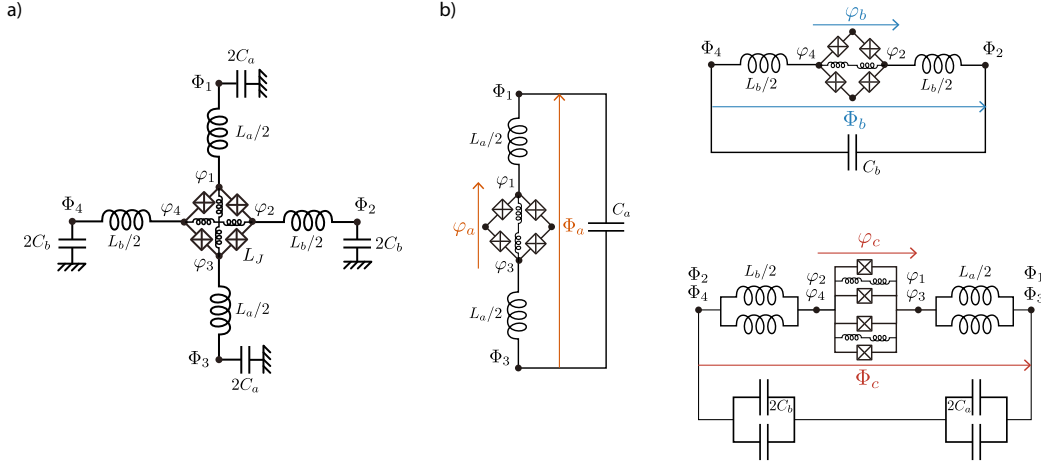 a)
2C_a
Φ_1
L_a/2
φ_1
Φ_4
φ_4
φ_2
Φ_2
2C_b
L_b/2
L_b/2
2C_b
φ_3
L_J
L_a/2
Φ_3
2C_a
b)
Φ_1
L_a/2
φ_1
φ_a
Φ_a
C_a
φ_3
L_a/2
Φ_3
φ_b
Φ_4
φ_4
φ_2
Φ_2
L_b/2
L_b/2
Φ_b
C_b
φ_c
Φ_2
Φ_4
L_b/2
φ_2
φ_4
φ_1
φ_3
L_a/2
Φ_1
Φ_3
Φ_c
2C_b
2C_a